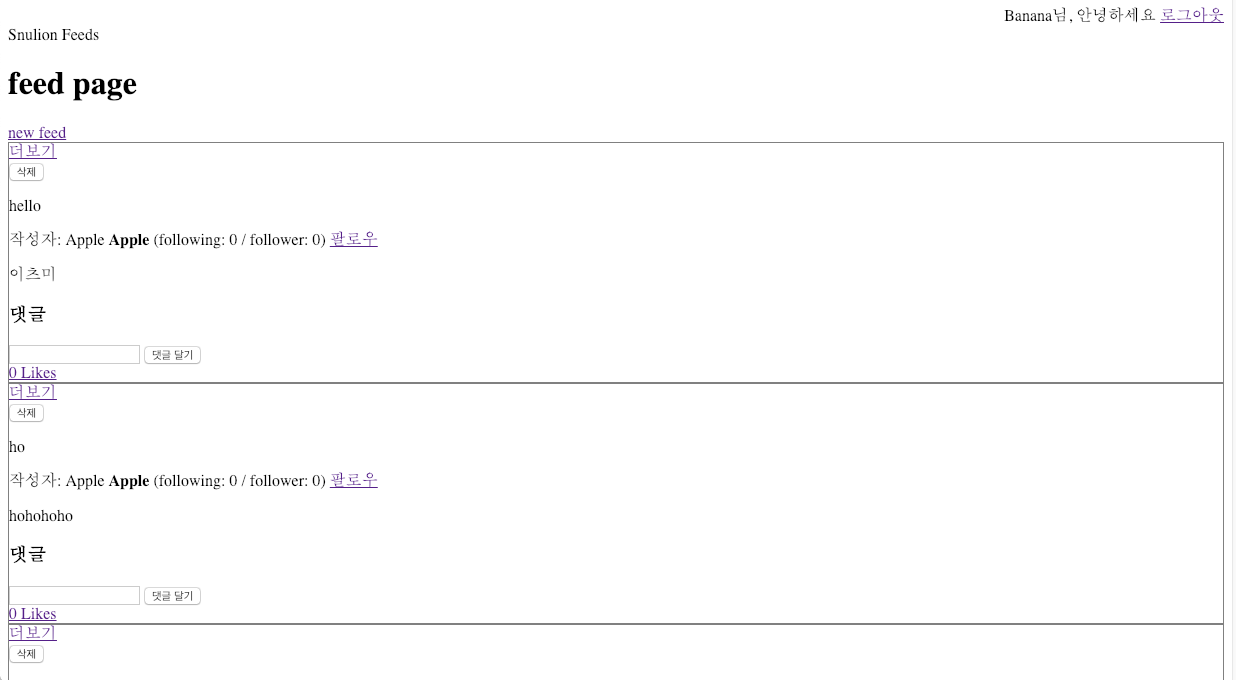 Banana님, 안녕하세요 로그아웃
Snulion Feeds
feed page
new feed
더보기
삭제
hello
작성자: Apple Apple (following: 0 / follower: 0) 팔로우
이츠미
댓글
댓글 달기
0 Likes
더보기
삭제
ho
작성자: Apple Apple (following: 0 / follower: 0) 팔로우
hohohoho
댓글
댓글 달기
0 Likes
더보기
삭제